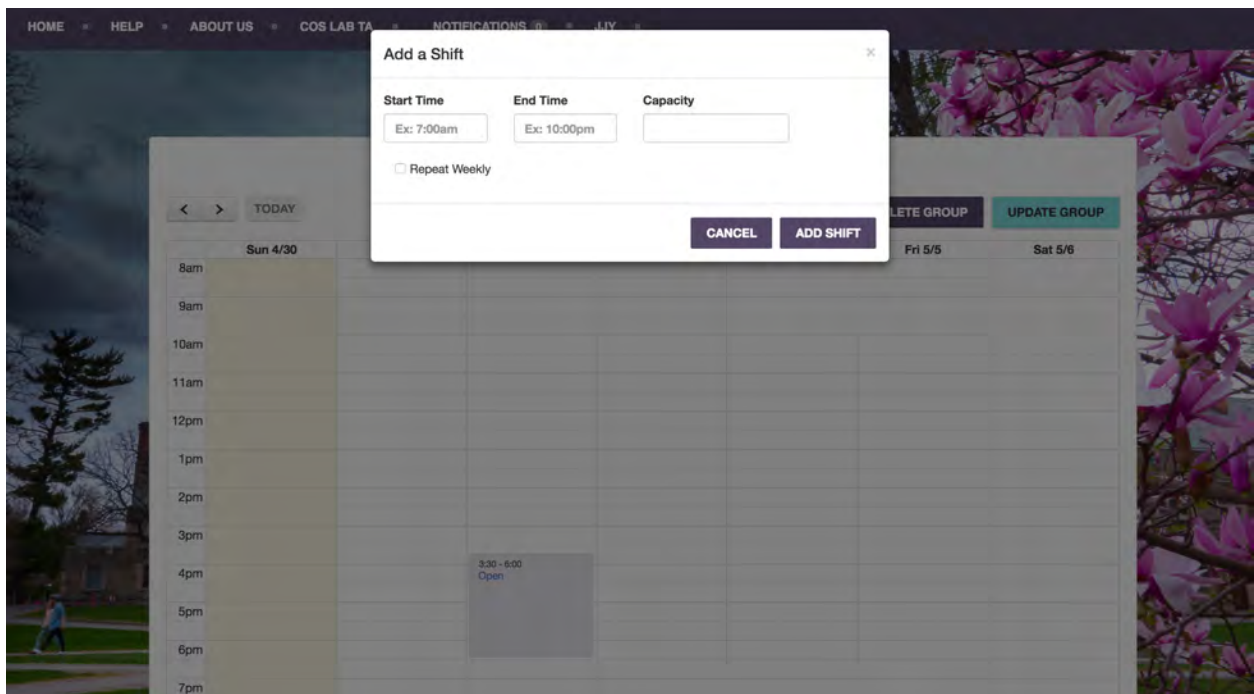 HOME HELP ABOUT US COS LAB TA NOTIFICATIONS 0 JJY
Add a Shift ×
Start Time End Time Capacity
Ex: 7:00am Ex: 10:00pm
Repeat Weekly
TODAY
CANCEL ADD SHIFT
GROUP UPDATE GROUP
Sun 4/30 Fri 5/5 Sat 5/6
8am
9am
10am
11am
12pm
1pm
2pm
3pm
3:30 - 6:00
4pm Open
5pm
6pm
7pm